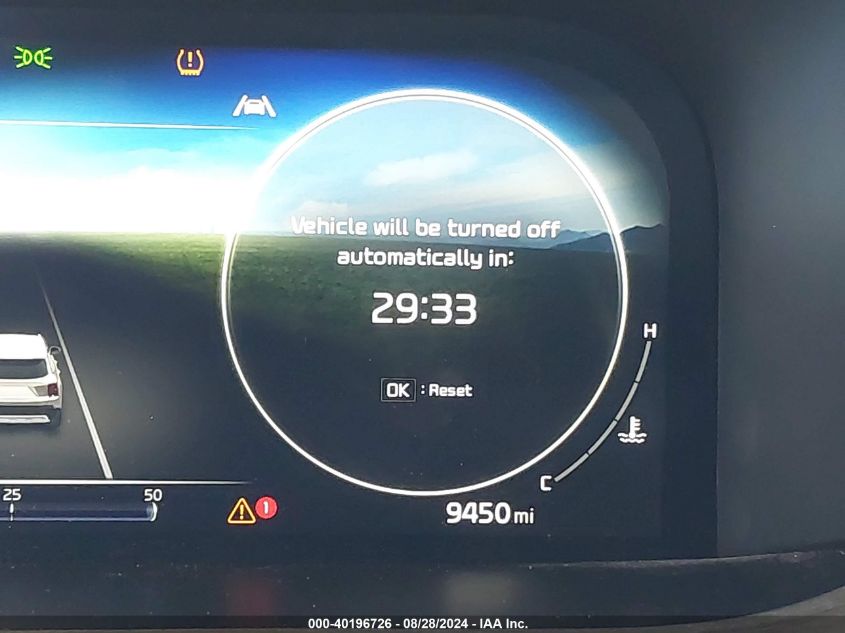 Vehicle will be turned off
automatically in:
29:33
OK : Reset
H
C
25 50
1
9450 mi
000-40196726 - 08/28/2024 - IAA Inc.